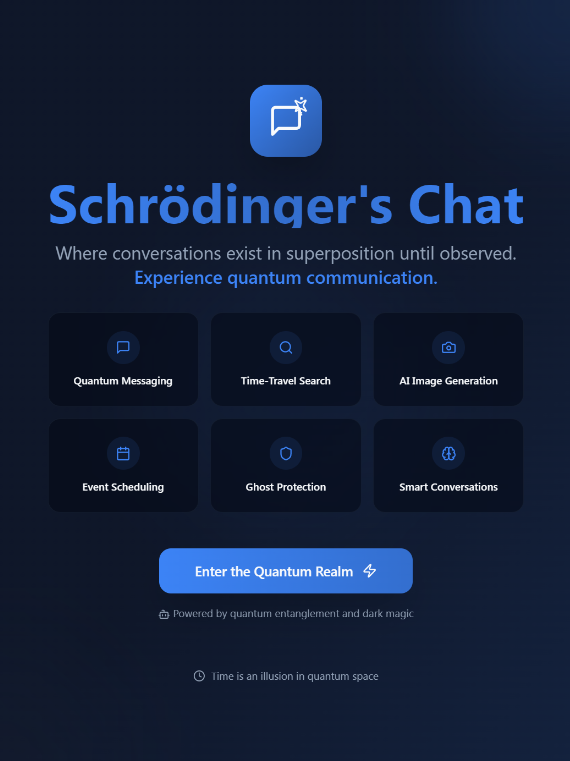 Schrödinger's Chat
Where conversations exist in superposition until observed.
Experience quantum communication.
Quantum Messaging
Time-Travel Search
AI Image Generation
Event Scheduling
Ghost Protection
Smart Conversations
Enter the Quantum Realm
Powered by quantum entanglement and dark magic
Time is an illusion in quantum space